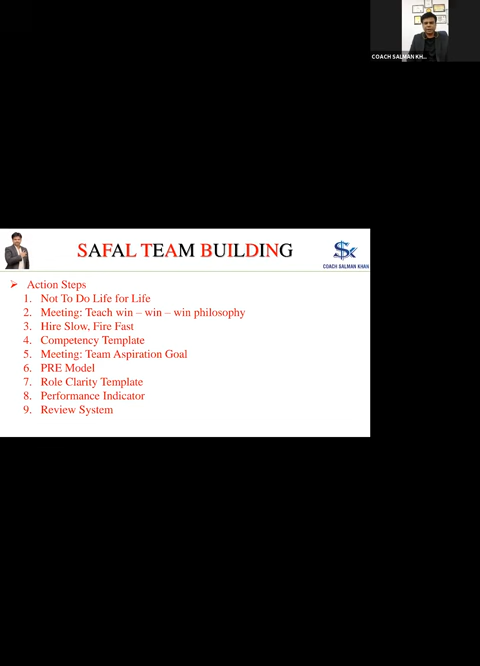 COACH SALMAN KH...
SAFAL TEAM BUILDING
COACH SALMAN KHAN
➢ Action Steps
1. Not To Do Life for Life
2. Meeting: Teach win – win – win philosophy
3. Hire Slow, Fire Fast
4. Competency Template
5. Meeting: Team Aspiration Goal
6. PRE Model
7. Role Clarity Template
8. Performance Indicator
9. Review System